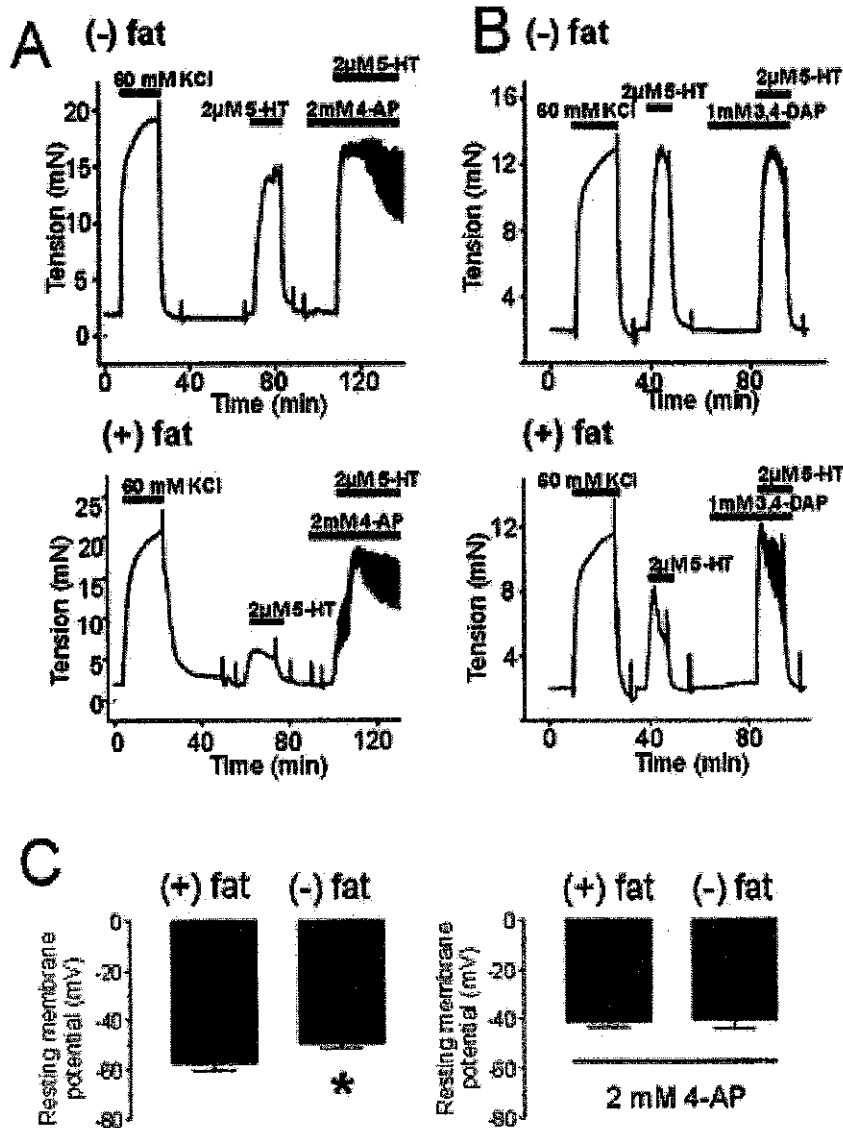 A (-) fat
60 mM KCl
2µM 5-HT
2µM 5-HT
2mM 4-AP
Tension (mN)
20
15
10
5
0
0 40 80 120
Time (min)
(+) fat
60 mM KCl
2µM 5-HT
2µM 5-HT
2mM 4-AP
Tension (mN)
25
20
15
10
5
0
0 40 80 120
Time (min)
B (-) fat
60 mM KCl
2µM 5-HT
2µM 5-HT
1mM 3,4-DAP
Tension (mN)
16
12
8
4
0 40 80
Time (min)
(+) fat
60 mM KCl
2µM 5-HT
2µM 5-HT
1mM 3,4-DAP
Tension (mN)
12
8
4
0 40 80
Time (min)
C
(+) fat (-) fat
Resting membrane
potential (mV)
0
-20
-40
-60
-80
*
(+) fat (-) fat
Resting membrane
potential (mV)
0
-20
-40
-60
-80
2 mM 4-AP